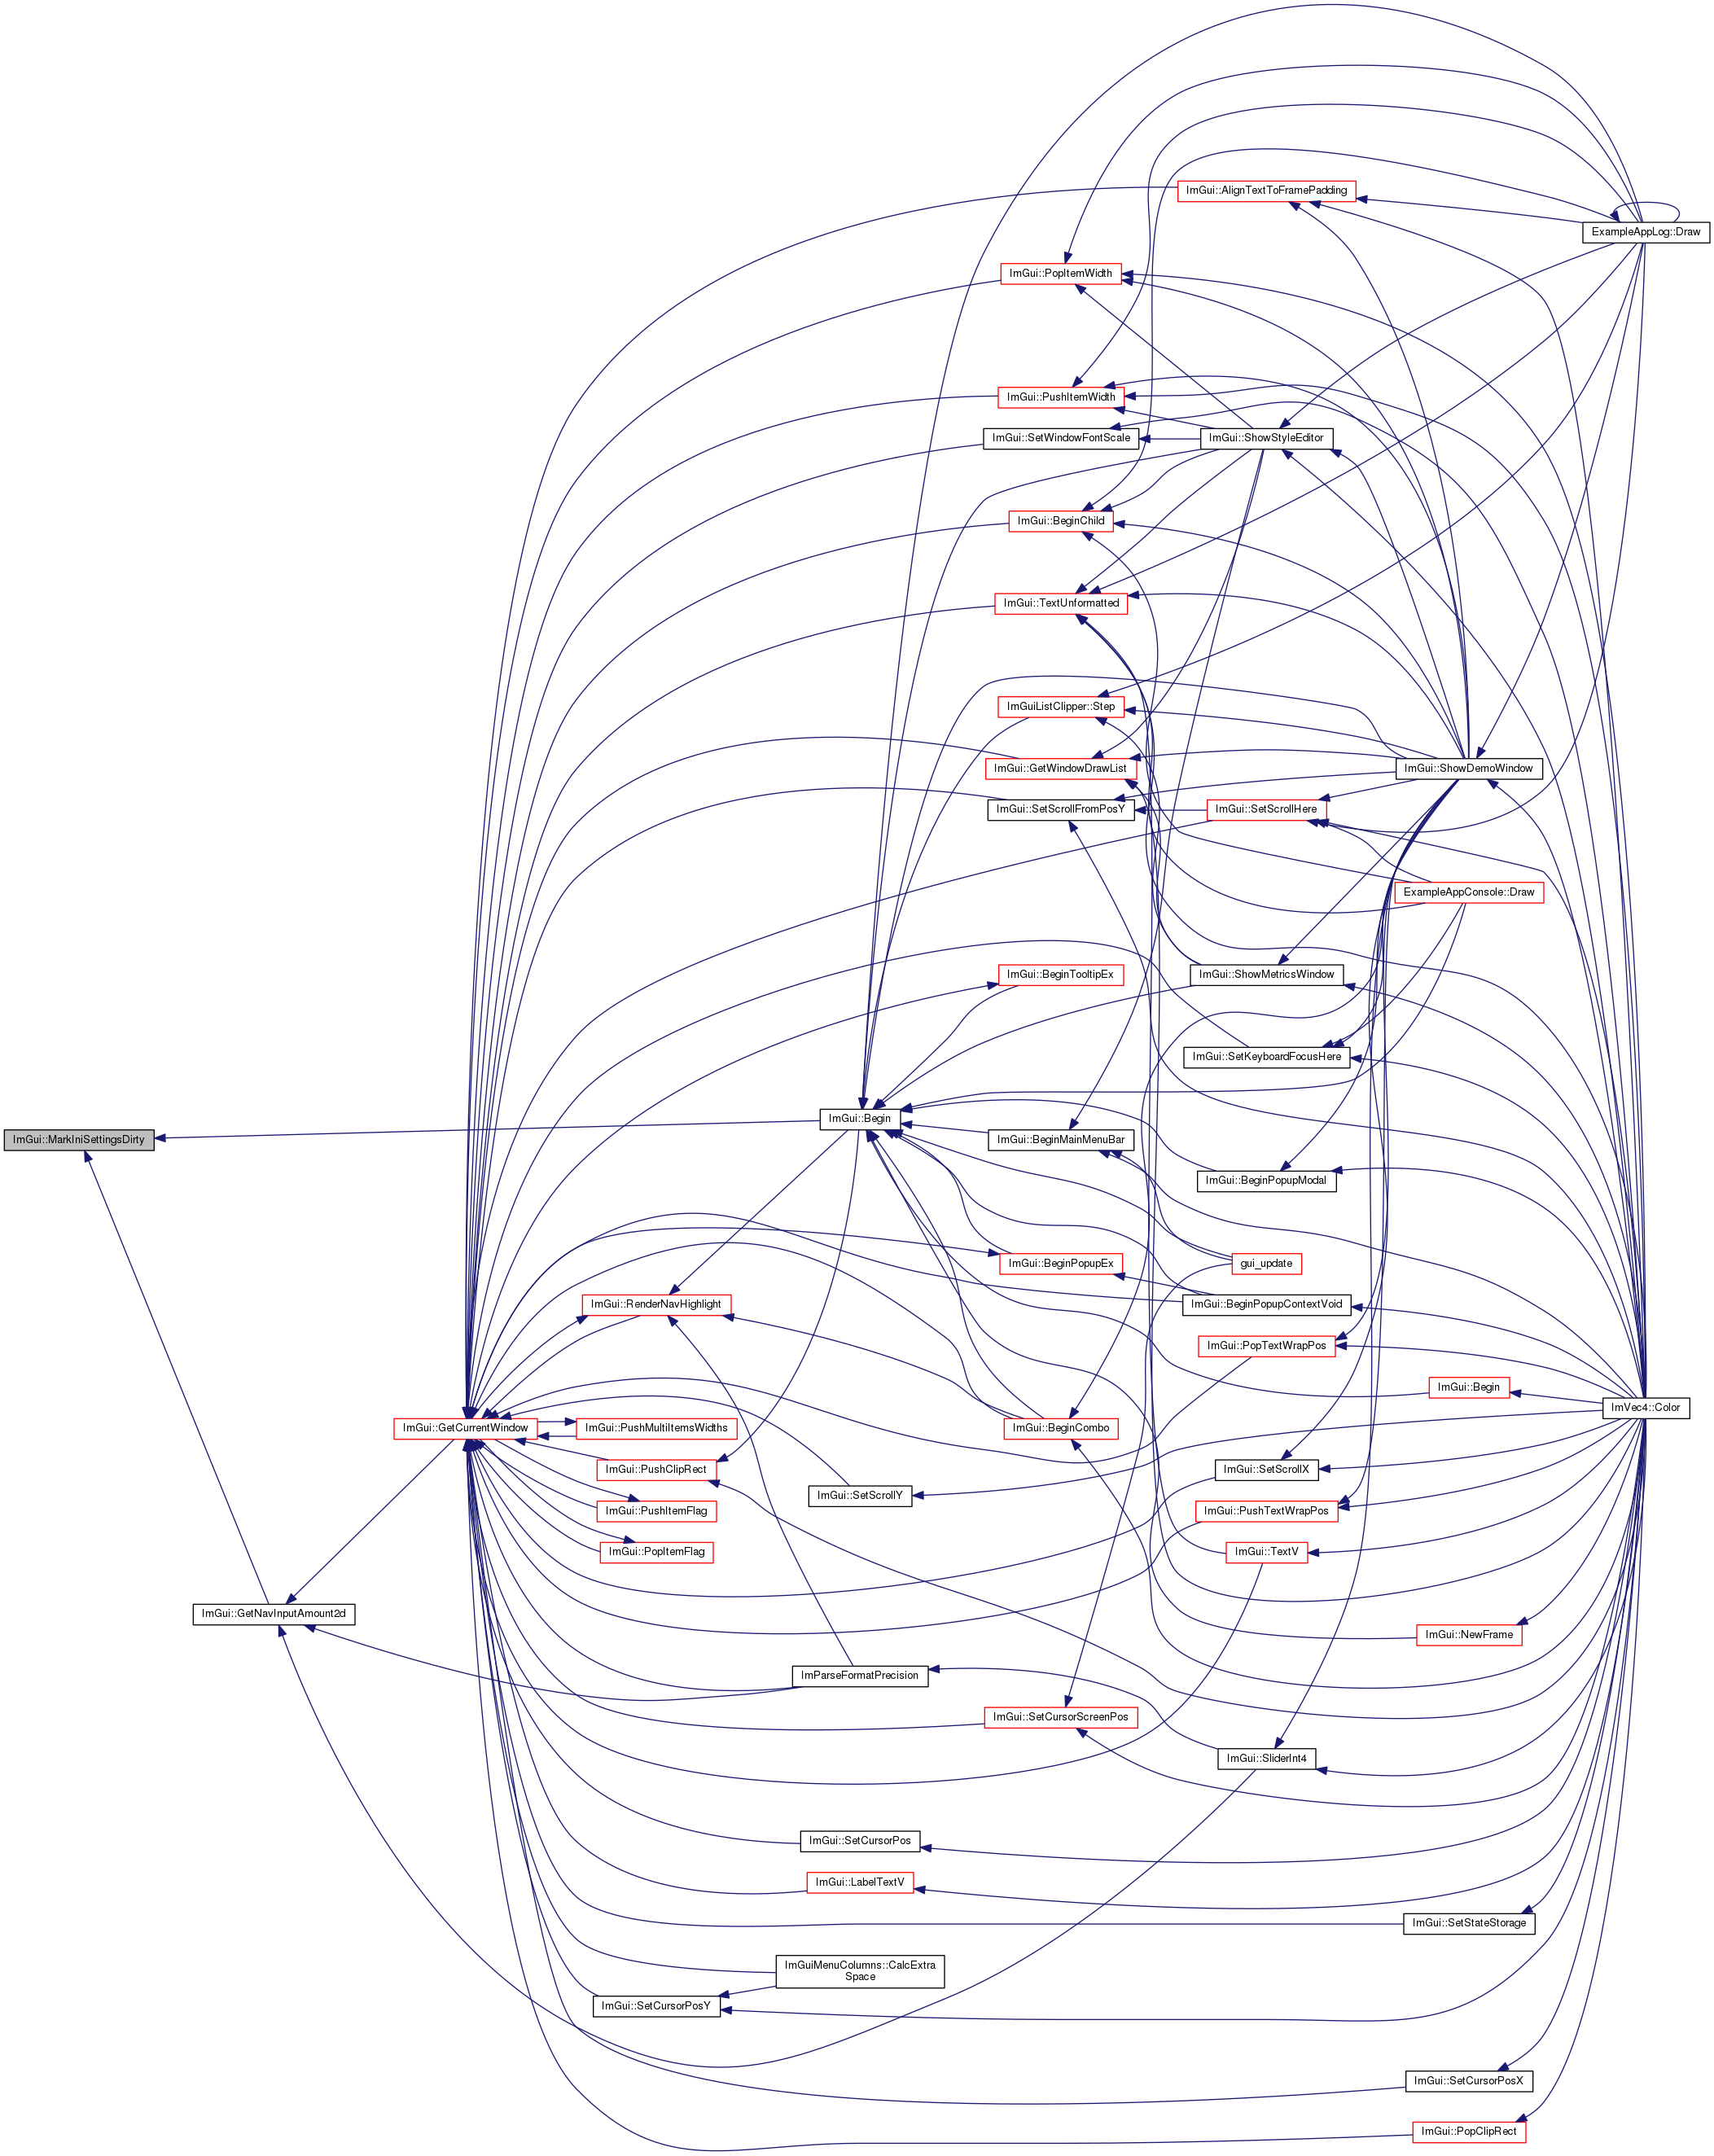 ImGui::AlignTextToFramePadding
ExampleAppLog::Draw
ImGui::PopItemWidth
ImGui::PushItemWidth
ImGui::SetWindowFontScale
ImGui::ShowStyleEditor
ImGui::BeginChild
ImGui::TextUnformatted
ImGuiListClipper::Step
ImGui::GetWindowDrawList
ImGui::ShowDemoWindow
ImGui::SetScrollFromPosY
ImGui::SetScrollHere
ExampleAppConsole::Draw
ImGui::BeginTooltipEx
ImGui::ShowMetricsWindow
ImGui::SetKeyboardFocusHere
ImGui::Begin
ImGui::MarkIniSettingsDirty
ImGui::BeginMainMenuBar
ImGui::BeginPopupModal
ImGui::BeginPopupEx
gui_update
ImGui::RenderNavHighlight
ImGui::BeginPopupContextVoid
ImGui::PopTextWrapPos
ImGui::Begin
ImVec4::Color
ImGui::GetCurrentWindow
ImGui::PushMultiItemsWidths
ImGui::BeginCombo
ImGui::PushClipRect
ImGui::SetScrollX
ImGui::SetScrollY
ImGui::PushItemFlag
ImGui::PushTextWrapPos
ImGui::PopItemFlag
ImGui::TextV
ImGui::GetNavInputAmount2d
ImGui::NewFrame
ImParseFormatPrecision
ImGui::SetCursorScreenPos
ImGui::SliderInt4
ImGui::SetCursorPos
ImGui::LabelTextV
ImGui::SetStateStorage
ImGuiMenuColumns::CalcExtra
Space
ImGui::SetCursorPosY
ImGui::SetCursorPosX
ImGui::PopClipRect